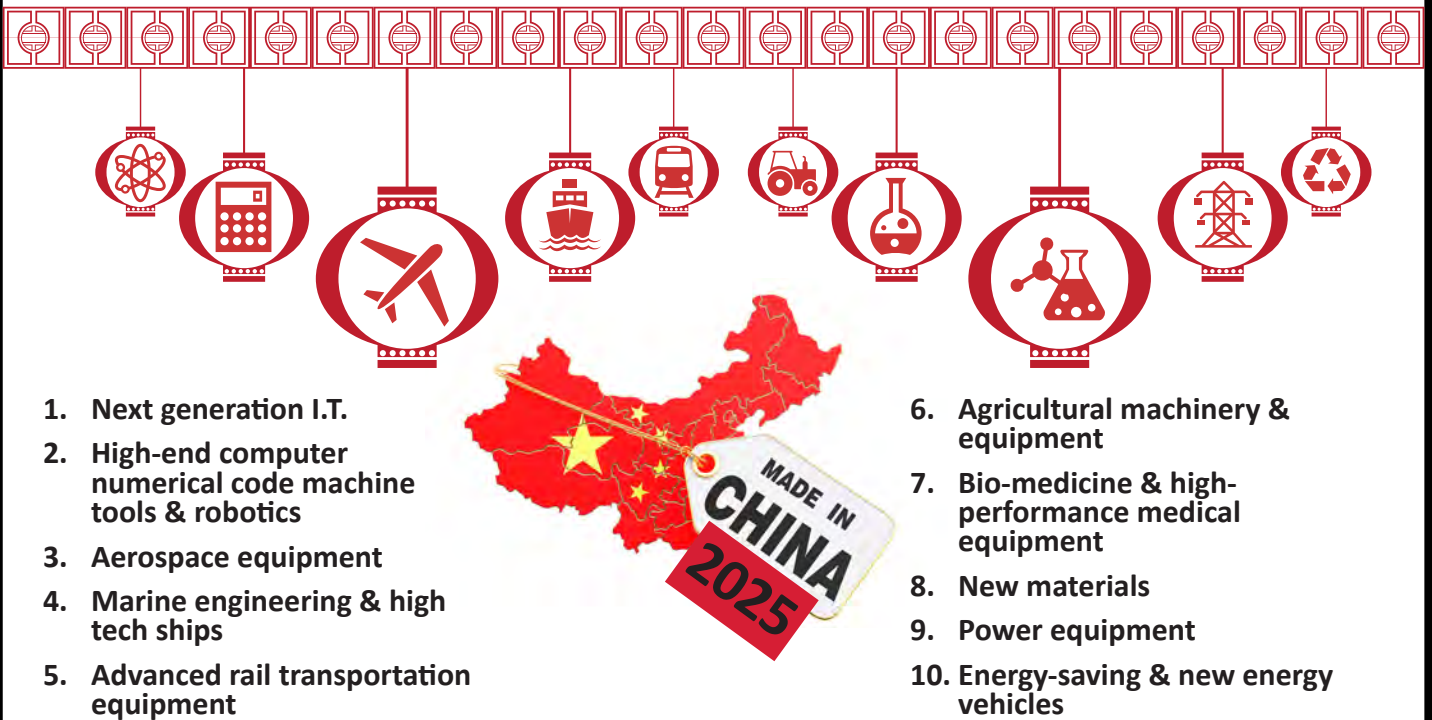 1. Next generation I.T.
2. High-end computer
numerical code machine
tools & robotics
3. Aerospace equipment
4. Marine engineering & high
tech ships
5. Advanced rail transportation
equipment
MADE IN
CHINA
2025
6. Agricultural machinery &
equipment
7. Bio-medicine & high-
performance medical
equipment
8. New materials
9. Power equipment
10. Energy-saving & new energy
vehicles